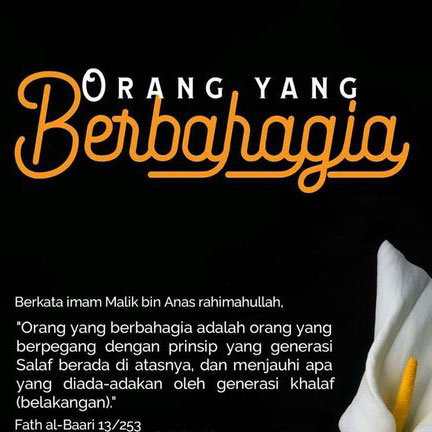 ORANG YANG
Berbahagia
Berkata imam Malik bin Anas rahimahullah,
"Orang yang berbahagia adalah orang yang
berpegang dengan prinsip yang generasi
Salaf berada di atasnya, dan menjauhi apa
yang diada-adakan oleh generasi khalaf
(belakangan)."
Fath al-Baari 13/253